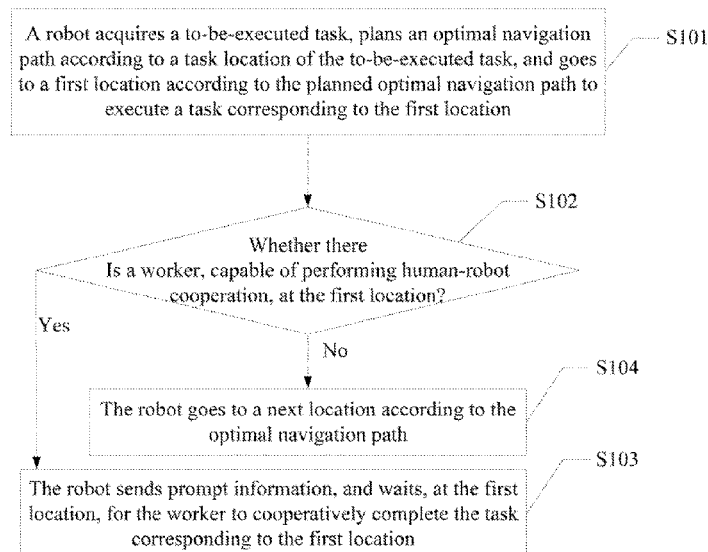 A robot acquires a to-be-executed task, plans an optimal navigation
path according to a task location of the to-be-executed task, and goes
to a first location according to the planned optimal navigation path to
execute a task corresponding to the first location
S101
S102
Whether there
Is a worker, capable of performing human-robot
cooperation, at the first location?
Yes
No
S104
The robot goes to a next location according to the
optimal navigation path
S103
The robot sends prompt information, and waits, at the first
location, for the worker to cooperatively complete the task
corresponding to the first location